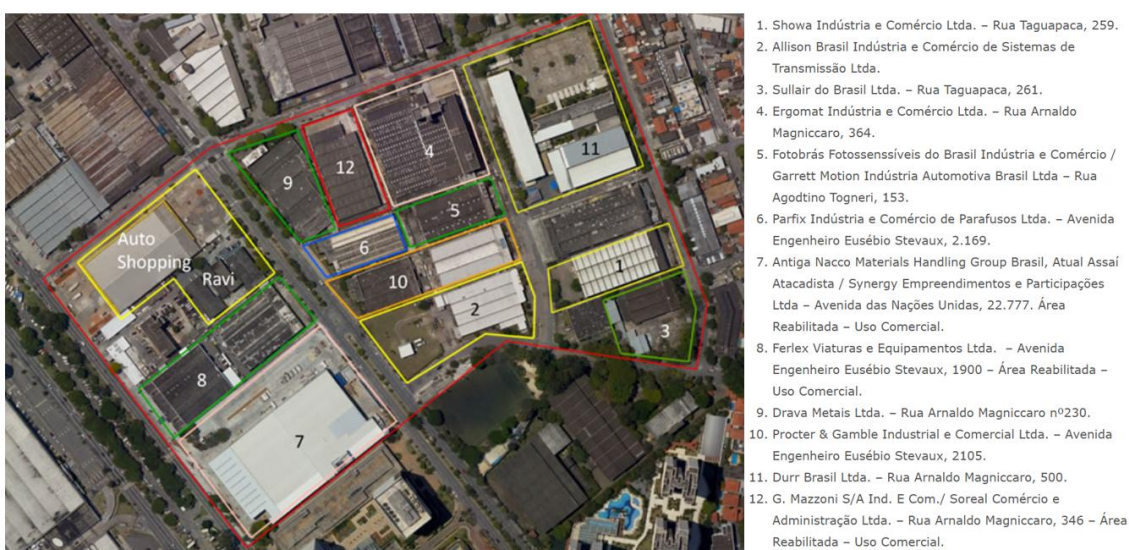 Auto
Shopping
Ravi
9
12
4
11
5
6
10
2
1
3
8
7
1. Showa Indústria e Comércio Ltda. – Rua Taguapaca, 259.
2. Allison Brasil Indústria e Comércio de Sistemas de
Transmissão Ltda.
3. Sullair do Brasil Ltda. – Rua Taguapaca, 261.
4. Ergomat Indústria e Comércio Ltda. – Rua Arnaldo
Magniccaro, 364.
5. Fotobrás Fotossenssíveis do Brasil Indústria e Comércio /
Garrett Motion Indústria Automotiva Brasil Ltda – Rua
Agodtino Togneri, 153.
6. Parfix Indústria e Comércio de Parafusos Ltda. – Avenida
Engenheiro Eusébio Stevaux, 2.169.
7. Antiga Nacco Materials Handling Group Brasil, Atual Assaí
Atacadista / Synergy Empreendimentos e Participações
Ltda – Avenida das Nações Unidas, 22.777. Área
Reabilitada – Uso Comercial.
8. Ferlex Viaturas e Equipamentos Ltda. – Avenida
Engenheiro Eusébio Stevaux, 1900 – Área Reabilitada –
Uso Comercial.
9. Drava Metais Ltda. – Rua Arnaldo Magniccaro nº230.
10. Procter & Gamble Industrial e Comercial Ltda. – Avenida
Engenheiro Eusébio Stevaux, 2105.
11. Durr Brasil Ltda. – Rua Arnaldo Magniccaro, 500.
12. G. Mazzoni S/A Ind. E Com./ Soreal Comércio e
Administração Ltda. – Rua Arnaldo Magniccaro, 346 – Área
Reabilitada – Uso Comercial.